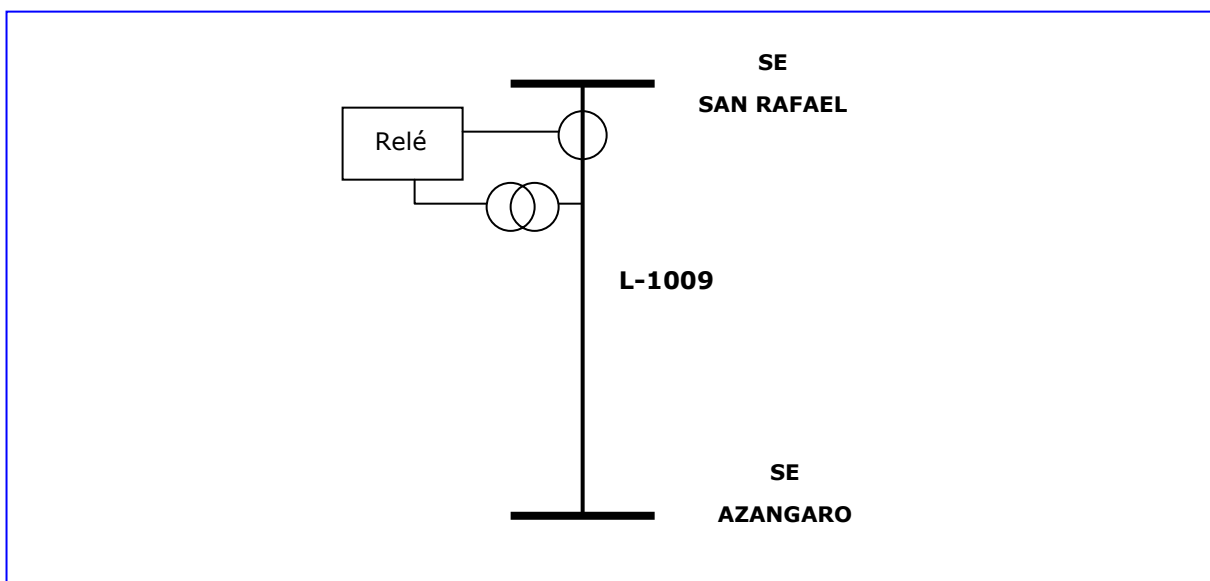 SE
SAN RAFAEL
Relé
L-1009
SE
AZANGARO